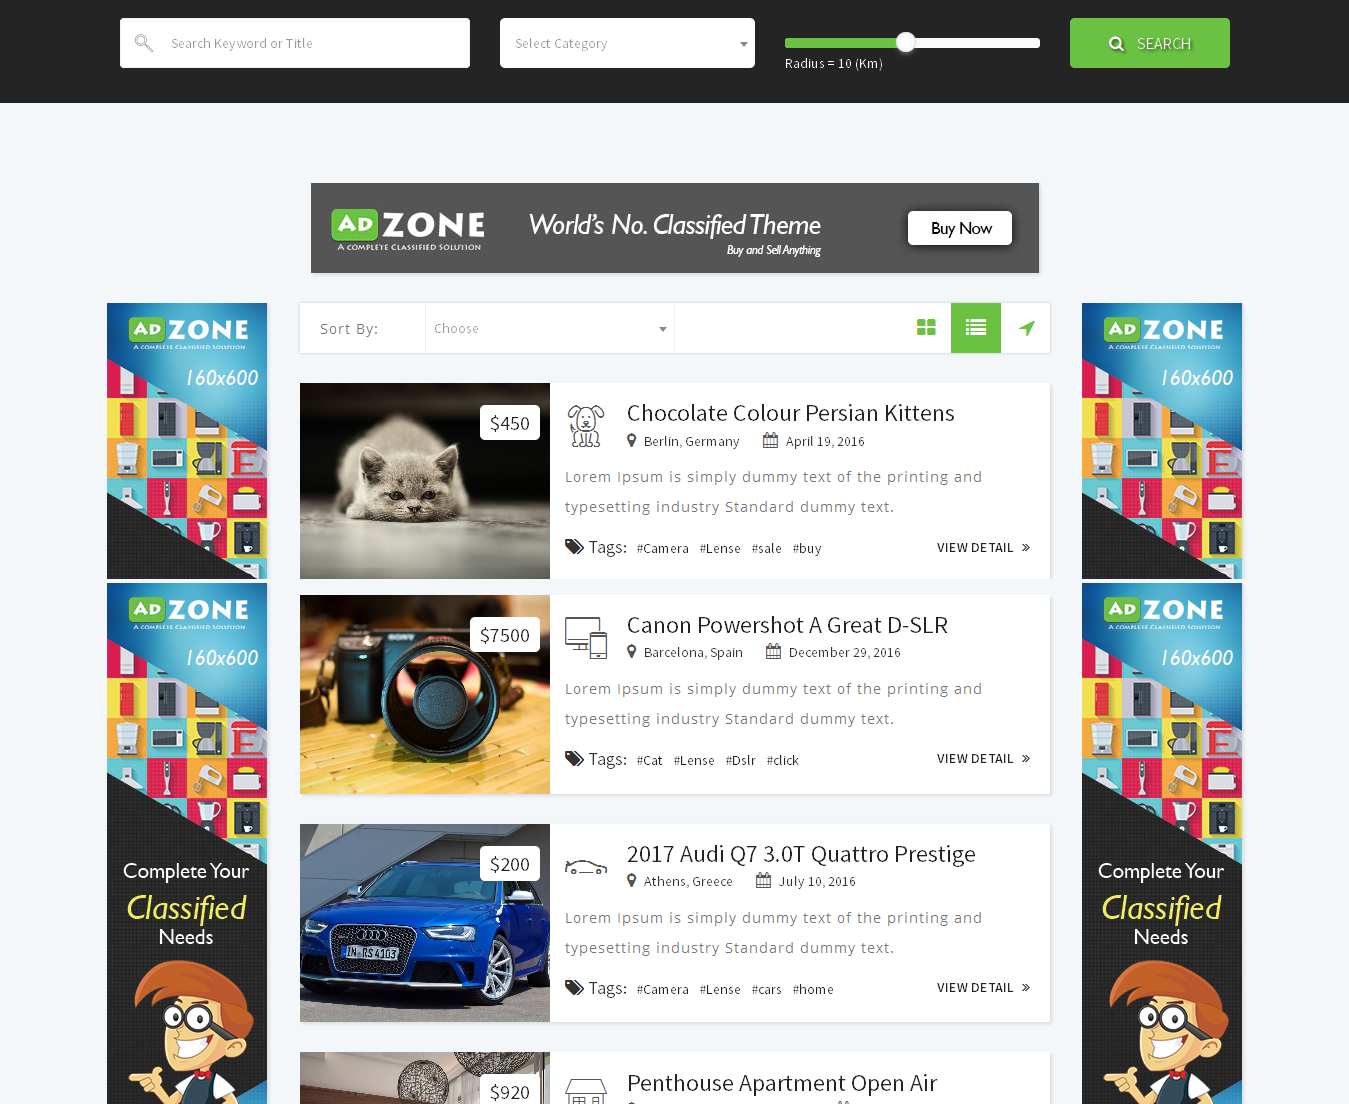 Search Keyword or Title
Select Category
Radius = 10 (Km)
SEARCH
AD ZONE
A COMPLETE CLASSIFIED SOLUTION
World's No. Classified Theme
Buy and Sell Anything
Buy Now
AD ZONE
A COMPLETE CLASSIFIED SOLUTION
160x600
Sort By:
Choose
AD ZONE
A COMPLETE CLASSIFIED SOLUTION
160x600
$450
Chocolate Colour Persian Kittens
Berlin, Germany April 19, 2016
Lorem Ipsum is simply dummy text of the printing and
typesetting industry Standard dummy text.
Tags: #Camera #Lense #sale #buy
VIEW DETAIL »
AD ZONE
A COMPLETE CLASSIFIED SOLUTION
160x600
AD ZONE
A COMPLETE CLASSIFIED SOLUTION
160x600
SONY
$7500
Canon Powershot A Great D-SLR
Barcelona, Spain December 29, 2016
Lorem Ipsum is simply dummy text of the printing and
typesetting industry Standard dummy text.
Tags: #Cat #Lense #Dslr #click
VIEW DETAIL »
Complete Your
Classified
Needs
Complete Your
Classified
Needs
$200
IN RS 4103
2017 Audi Q7 3.0T Quattro Prestige
Athens, Greece July 10, 2016
Lorem Ipsum is simply dummy text of the printing and
typesetting industry Standard dummy text.
Tags: #Camera #Lense #cars #home
VIEW DETAIL »
$920
Penthouse Apartment Open Air